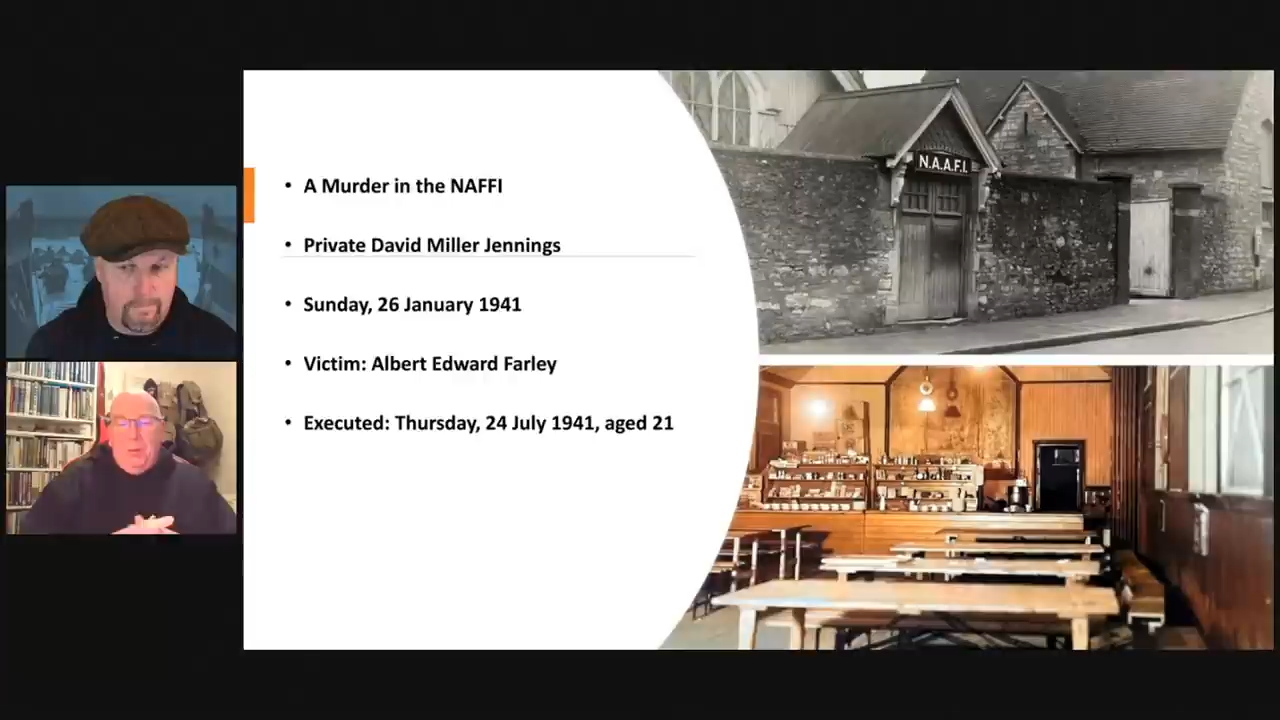 A Murder in the NAFFI
Private David Miller Jennings
Sunday, 26 January 1941
Victim: Albert Edward Farley
Executed: Thursday, 24 July 1941, aged 21
N.A.A.F.I.